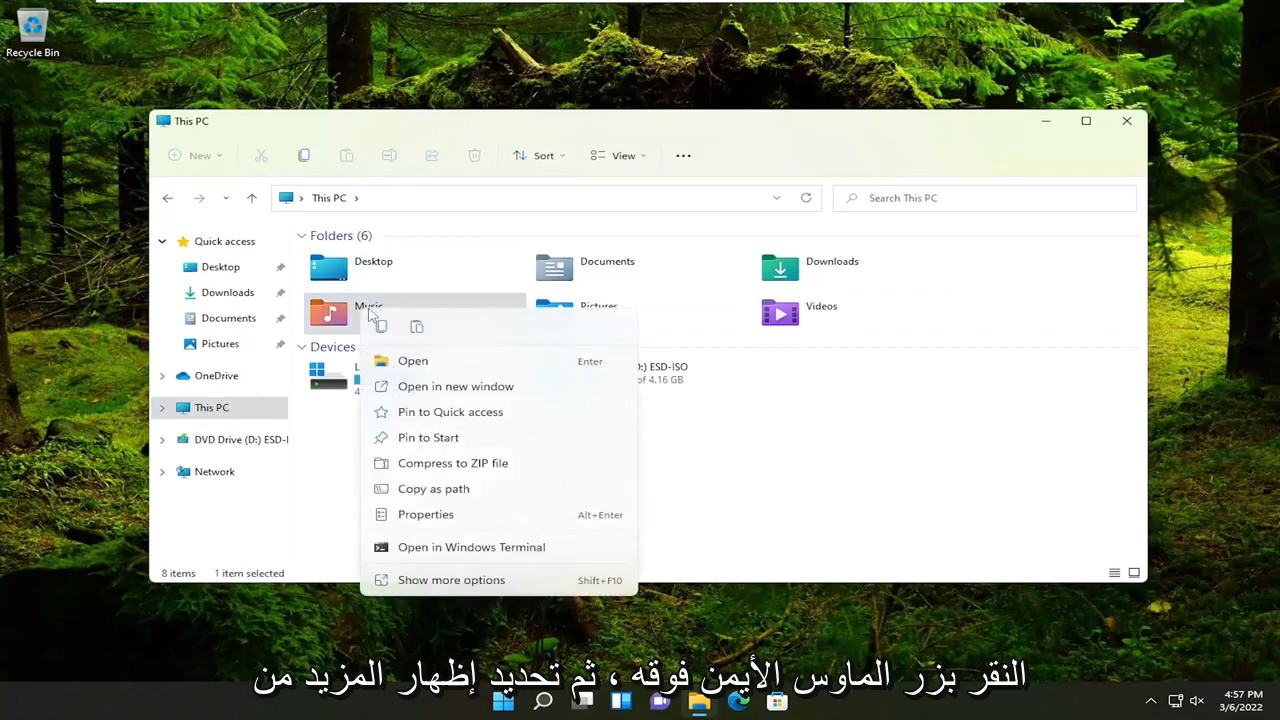 Recycle Bin
This PC
New
Sort
View
This PC
Search This PC
Quick access
Desktop
Downloads
Documents
Pictures
OneDrive
This PC
DVD Drive (D:) ESD-I
Network
Folders (6)
Desktop
Documents
Downloads
Music
Pictures
Videos
Devices
:) ESD-ISO
of 4.16 GB
Open Enter
Open in new window
Pin to Quick access
Pin to Start
Compress to ZIP file
Copy as path
Properties Alt+Enter
Open in Windows Terminal
Show more options Shift+F10
8 items 1 item selected
النقر بزر الماوس الأيمن فوقه ، ثم تحديد إظهار المزيد من
4:57 PM
3/6/2022